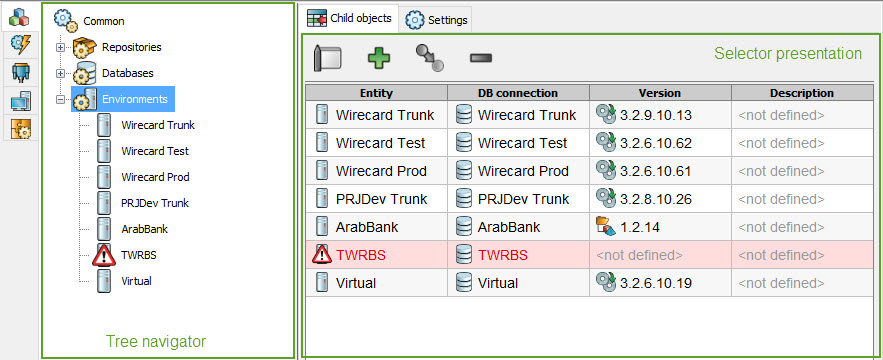 Common
Repositories
Databases
Environments
Wirecard Trunk
Wirecard Test
Wirecard Prod
PRJDev Trunk
ArabBank
TWRBS
Virtual
Tree navigator
Child objects Settings
Selector presentation
Entity DB connection Version Description
Wirecard Trunk Wirecard Trunk 3.2.9.10.13 <not defined>
Wirecard Test Wirecard Test 3.2.6.10.62 <not defined>
Wirecard Prod Wirecard Prod 3.2.6.10.61 <not defined>
PRJDev Trunk PRJDev Trunk 3.2.8.10.26 <not defined>
ArabBank ArabBank 1.2.14 <not defined>
TWRBS TWRBS <not defined> <not defined>
Virtual Virtual 3.2.6.10.19 <not defined>